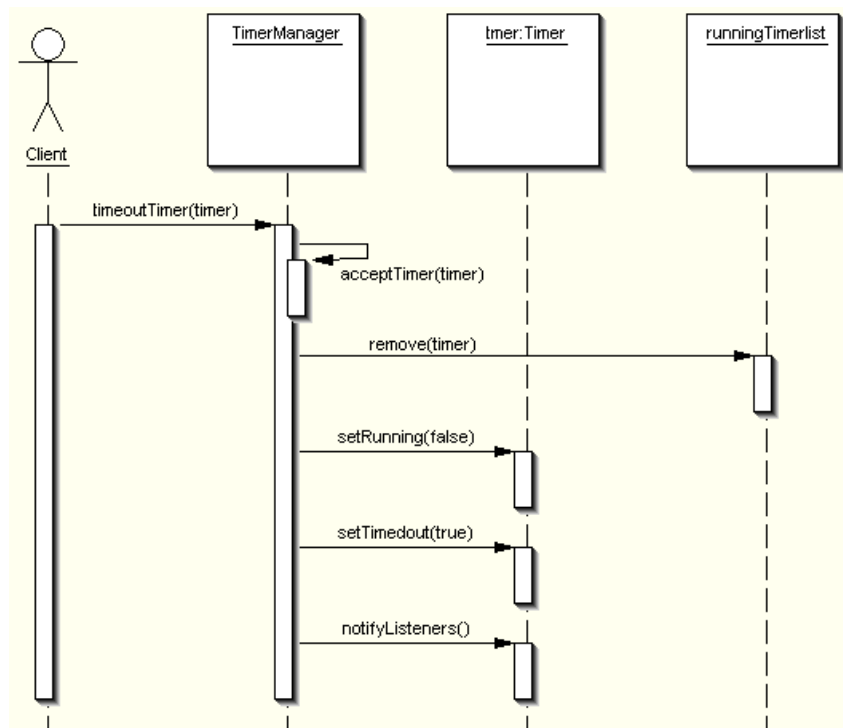 TimerManager
tmer:Timer
runningTimerlist
Client
timeoutTimer(timer)
acceptTimer(timer)
remove(timer)
setRunning(false)
setTimedout(true)
notifyListeners()